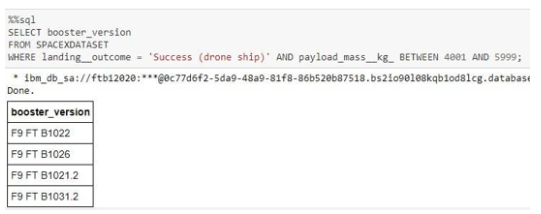 %%sql
SELECT booster_version
FROM SPACEXDATASET
WHERE landing__outcome = 'Success (drone ship)' AND payload_mass__kg_ BETWEEN 4001 AND 5999;
* ibm_db_sa://ftb12020:***@0c77d6f2-5da9-48a9-81f8-86b520b87518.bs2io90l08kqb1od8lcg.database
Done.
booster_version
F9 FT B1022
F9 FT B1026
F9 FT B1021.2
F9 FT B1031.2